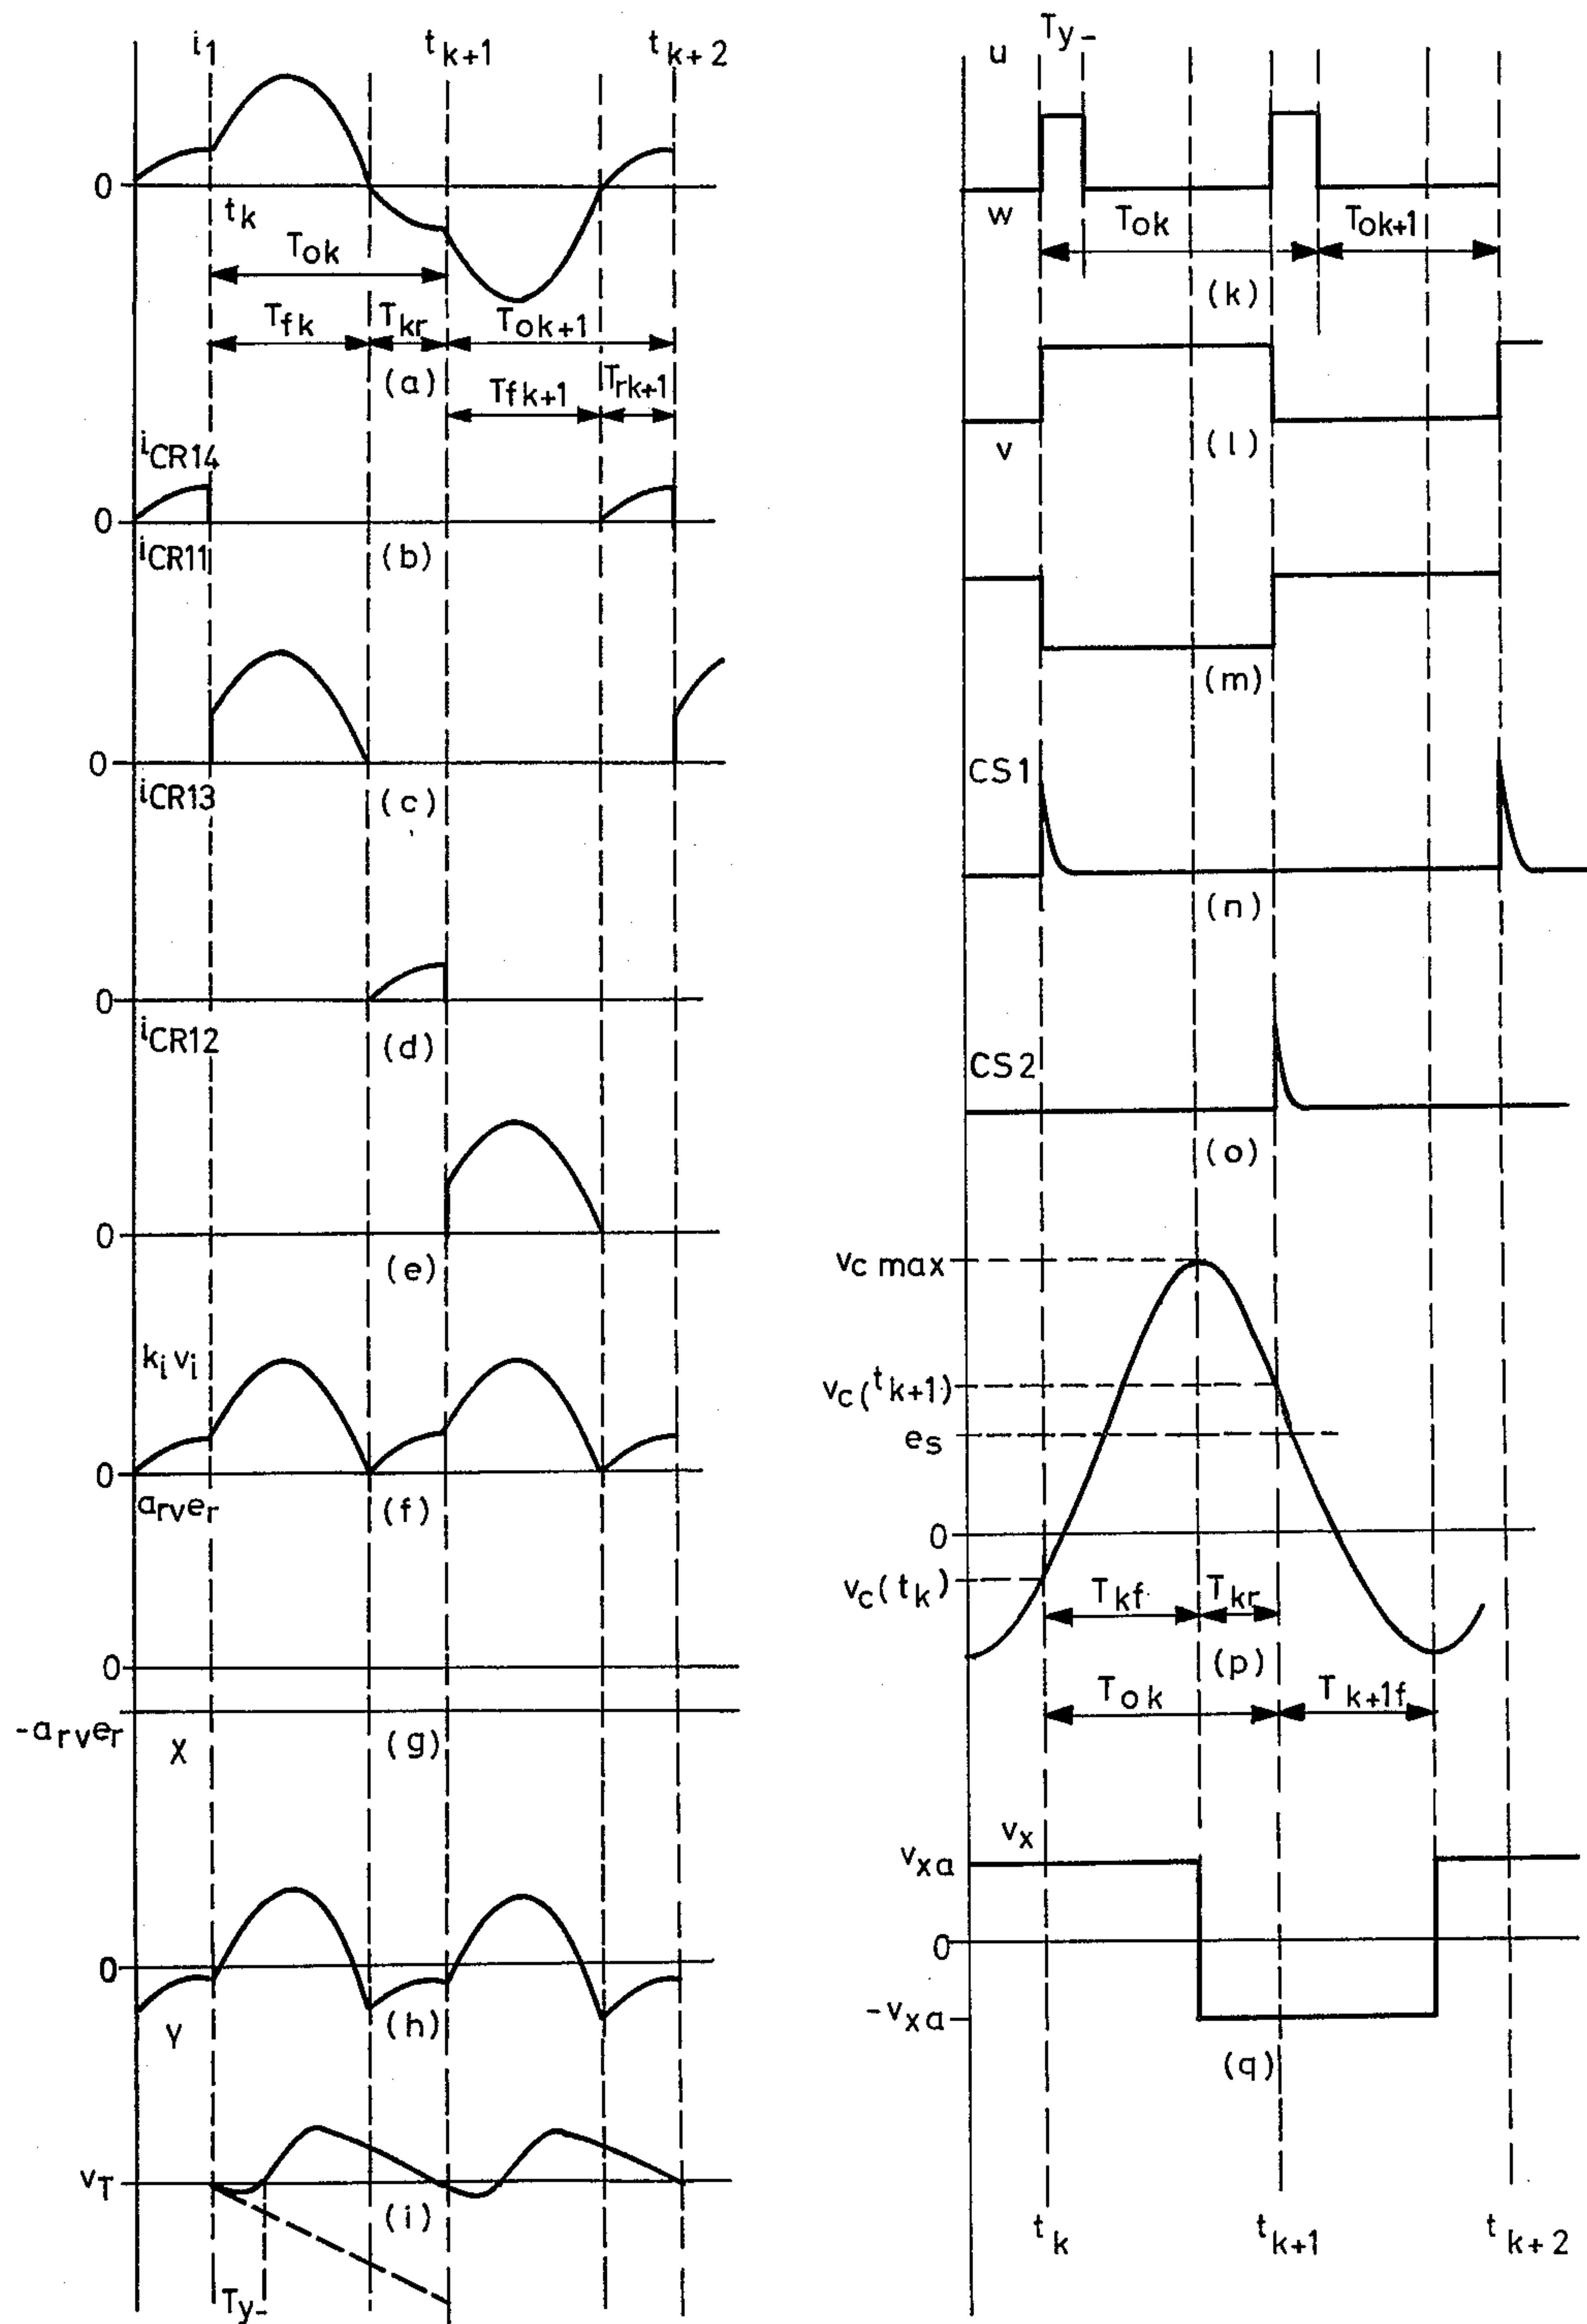 i1 tk+1 tk+2
0
tk
Tok
Tfk Tkr Tok+1
(a) Tfk+1 Trk+1
iCR14
0
iCR11 (b)
0
iCR13 (c)
0
iCR12 (d)
0
(e)
kivi
0
arver (f)
0
-arver X (g)
0
Y (h)
vT
(i)
Ty-
u Ty-
w Tok Tok+1
(k)
v (l)
(m)
CS1
(n)
CS2
(o)
vc max
vc(tk+1)
es
0
vc(tk) Tkf Tkr
(p)
Tok Tk+1f
vx
vxa
0
-vxa
(q)
tk tk+1 tk+2